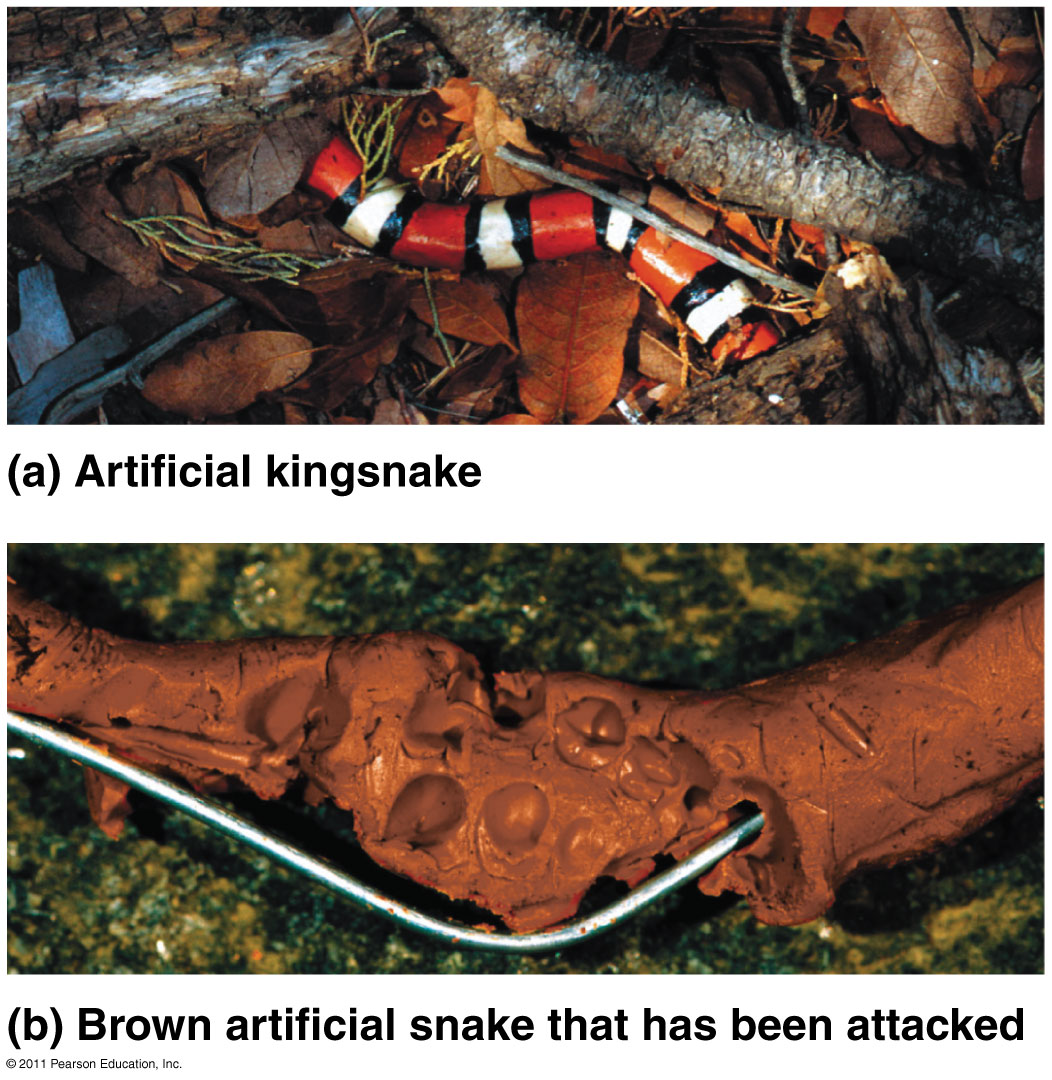 (a) Artificial kingsnake
(b) Brown artificial snake that has been attacked
© 2011 Pearson Education, Inc.